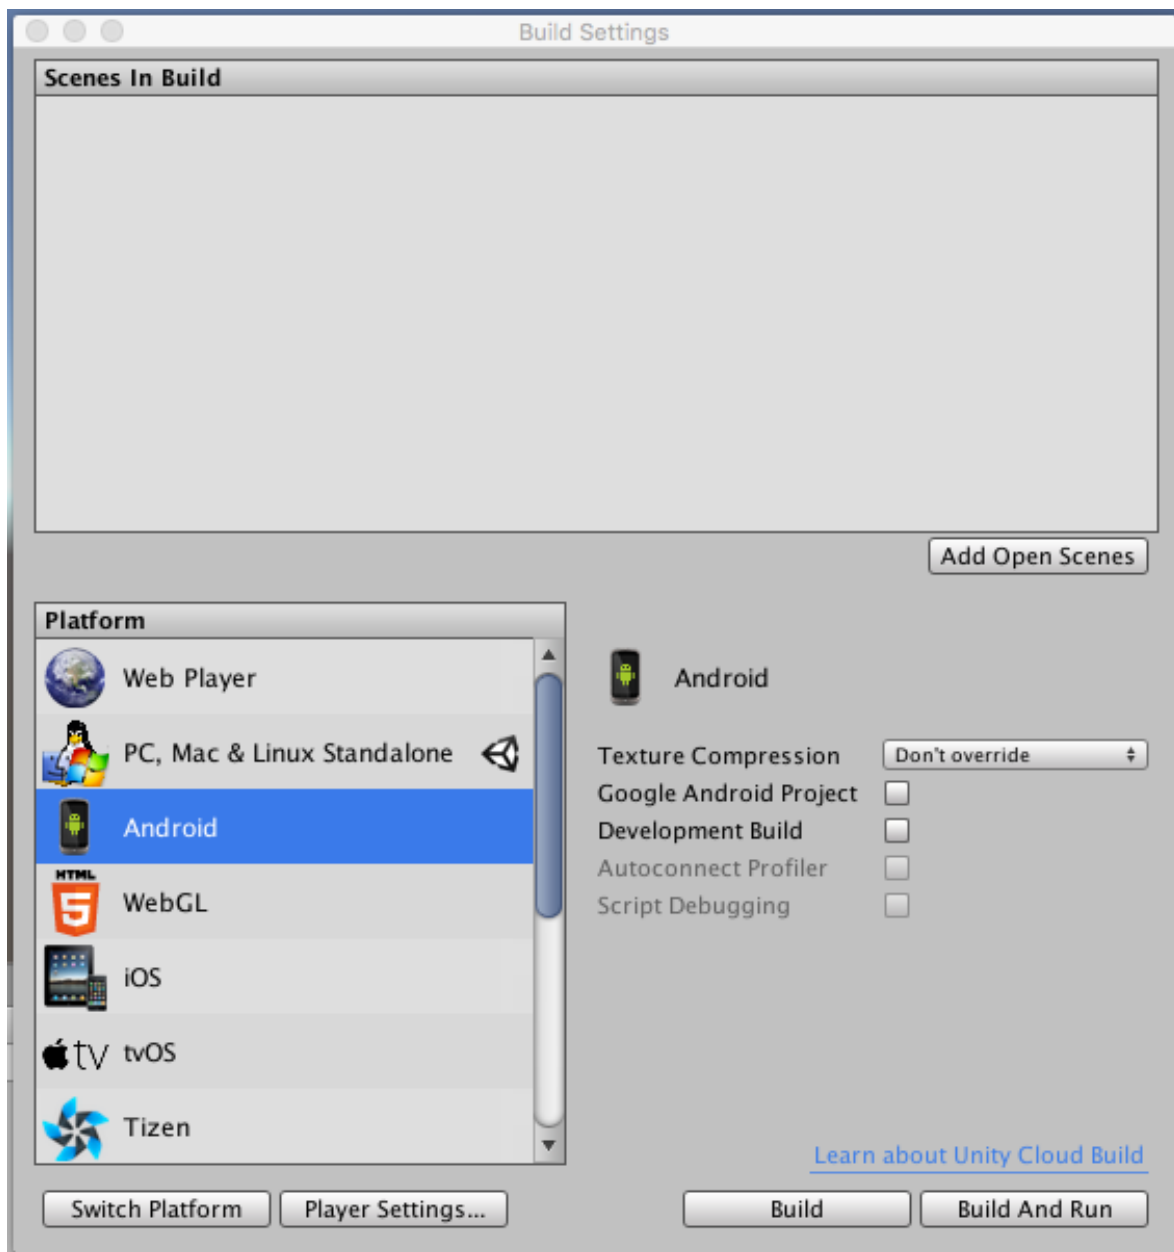 Build Settings
Scenes In Build
Add Open Scenes
Platform
Web Player
PC, Mac & Linux Standalone
Android
HTML
5
WebGL
iOS
tv tvOS
Tizen
Android
Texture Compression Don't override
Google Android Project
Development Build
Autoconnect Profiler
Script Debugging
Learn about Unity Cloud Build
Switch Platform Player Settings... Build Build And Run